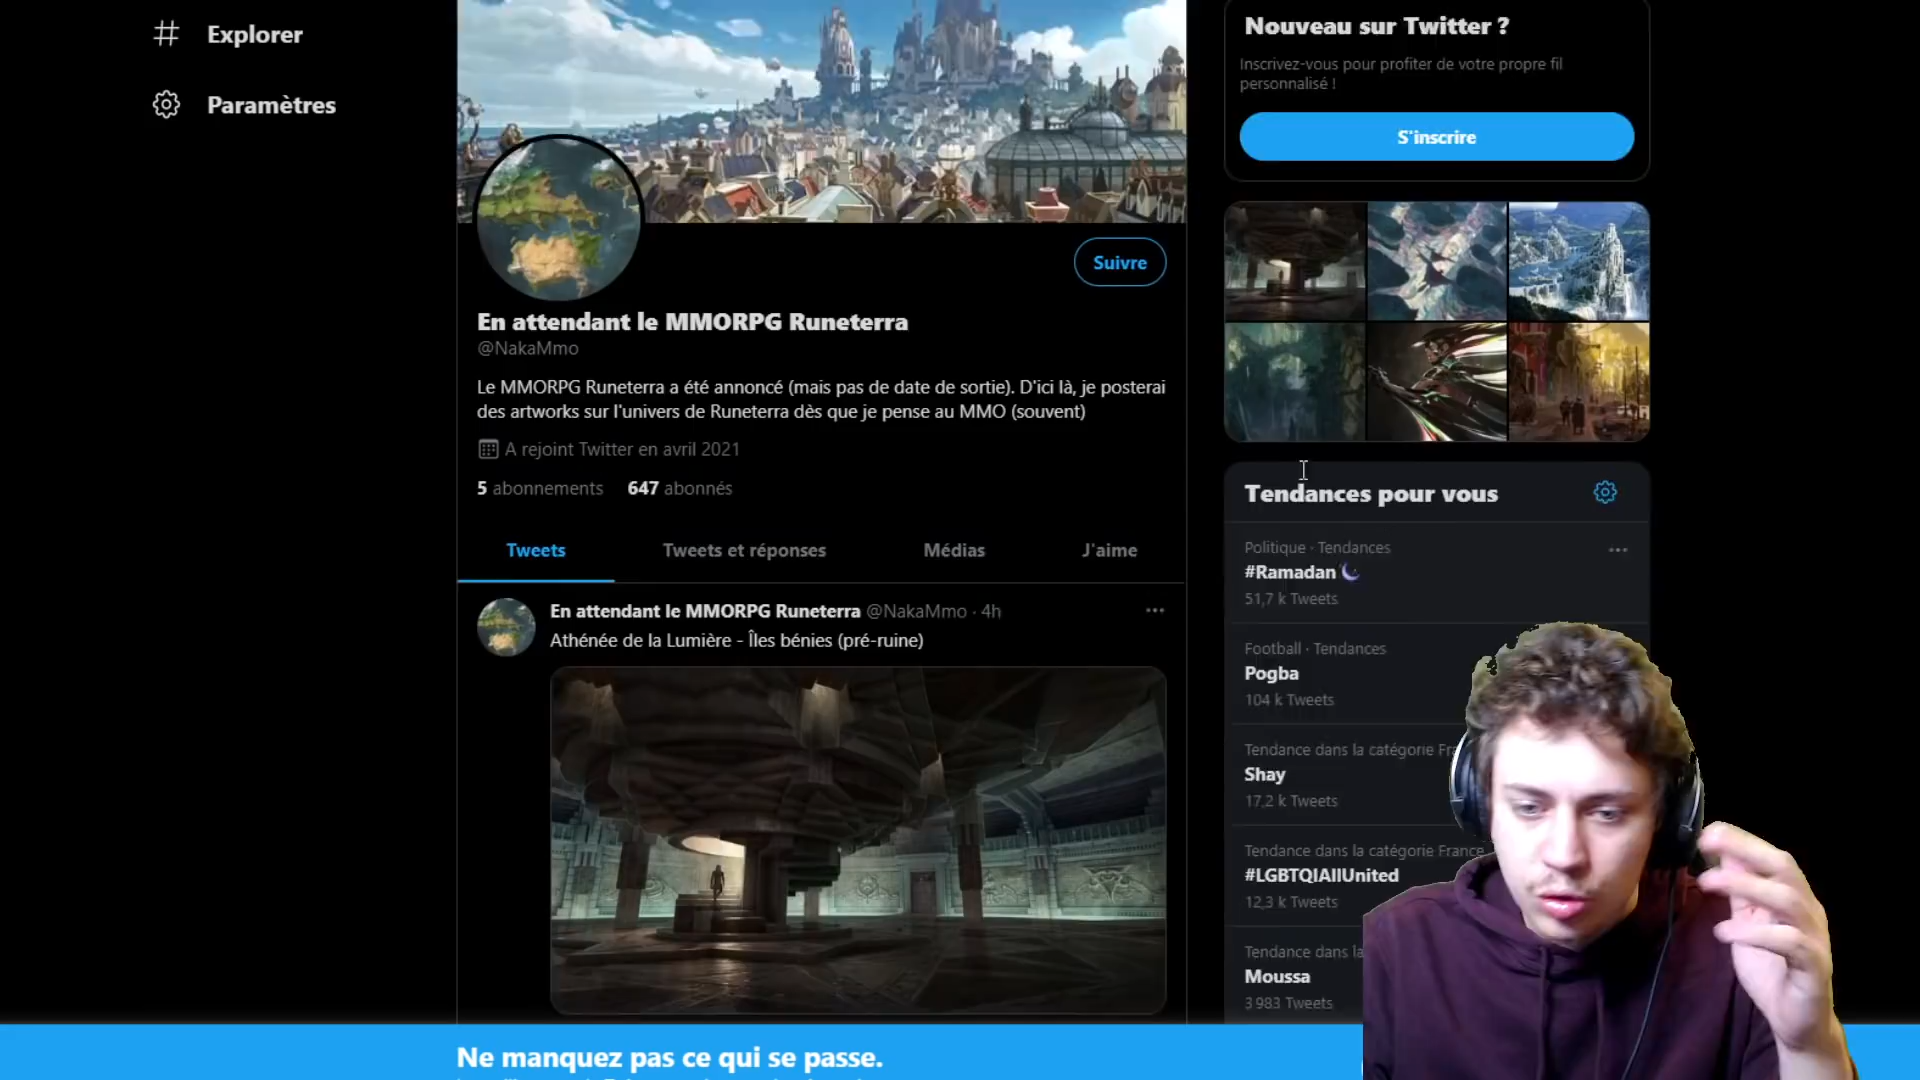 Explorer
Paramètres
En attendant le MMORPG Runeterra
@NakaMmo
Le MMORPG Runeterra a été annoncé (mais pas de date de sortie). D'ici là, je posterai
des artworks sur l'univers de Runeterra dès que je pense au MMO (souvent)
A rejoint Twitter en avril 2021
5 abonnements 647 abonnés
Suivre
Tweets Tweets et réponses Médias J'aime
En attendant le MMORPG Runeterra @NakaMmo · 4h
Athénée de la Lumière - Îles bénies (pré-ruine)
Nouveau sur Twitter ?
Inscrivez-vous pour profiter de votre propre fil
personnalisé !
S'inscrire
Tendances pour vous
Politique · Tendances
#Ramadan
51,7 k Tweets
Football · Tendances
Pogba
104 k Tweets
Tendance dans la catégorie
Shay
17,2 k Tweets
Tendance dans la catégorie France
#LGBTQIAllUnited
12,3 k Tweets
Tendance dans
Moussa
3 983 Tweets
Ne manquez pas ce qui se passe.